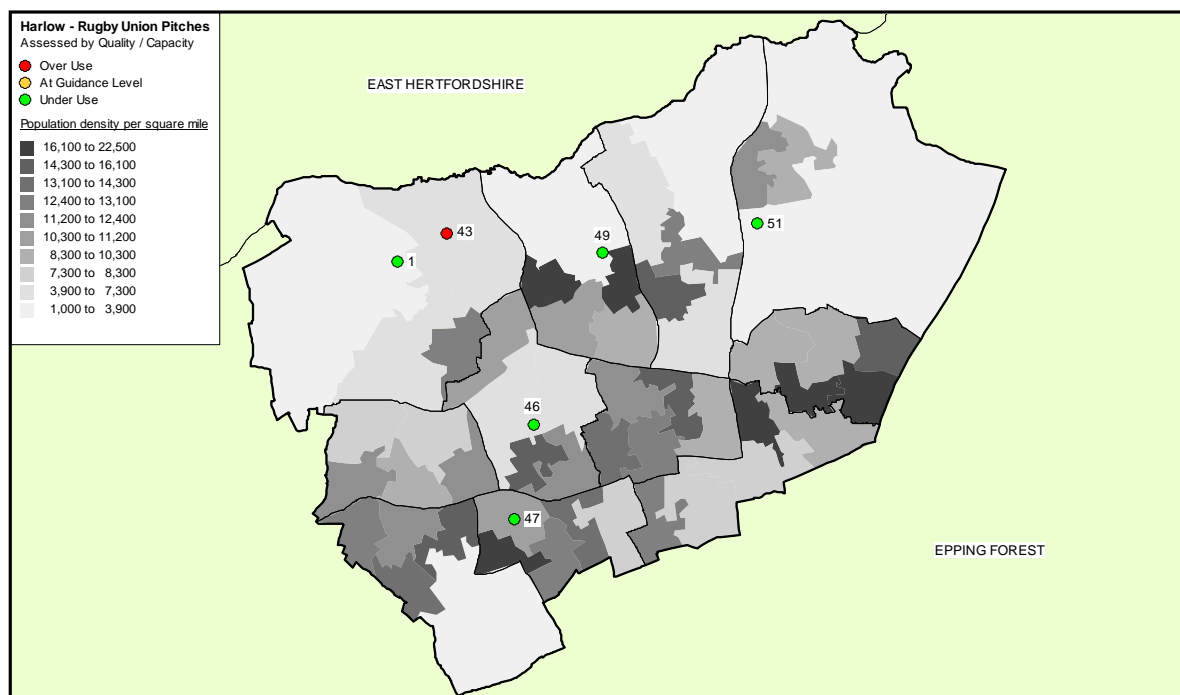 Harlow - Rugby Union Pitches
Assessed by Quality / Capacity
Over Use
At Guidance Level
Under Use
Population density per square mile
16,100 to 22,500
14,300 to 16,100
13,100 to 14,300
12,400 to 13,100
11,200 to 12,400
10,300 to 11,200
8,300 to 10,300
7,300 to 8,300
3,900 to 7,300
1,000 to 3,900
EAST HERTFORDSHIRE
51
43
49
1
46
47
EPPING FOREST